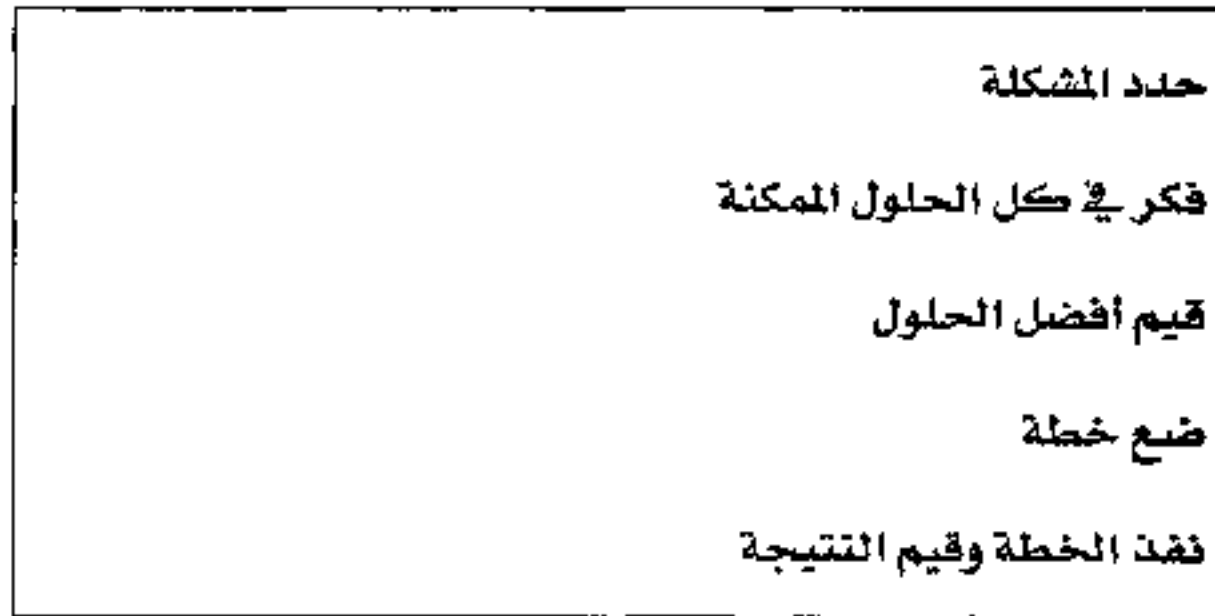 حدد المشكلة
فكر في كل الحلول الممكنة
قيم أفضل الحلول
ضع خطة
نفذ الخطة وقيم النتيجة